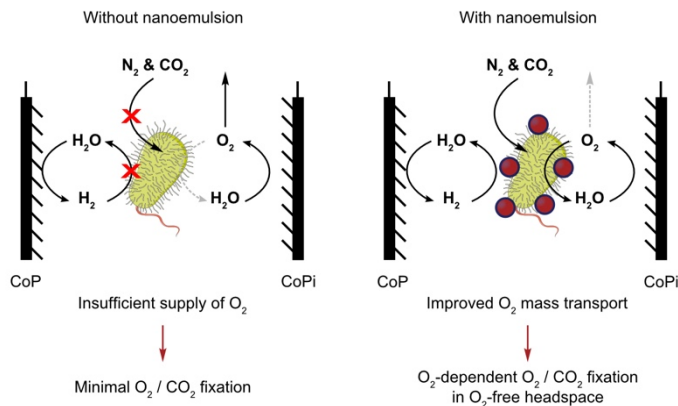 Without nanoemulsion
With nanoemulsion
N₂ & CO₂
H₂O
O₂
H₂
H₂O
CoP
CoPi
Insufficient supply of O₂
Minimal O₂ / CO₂ fixation
N₂ & CO₂
H₂O
O₂
H₂
H₂O
CoP
CoPi
Improved O₂ mass transport
O₂-dependent O₂ / CO₂ fixation
in O₂-free headspace